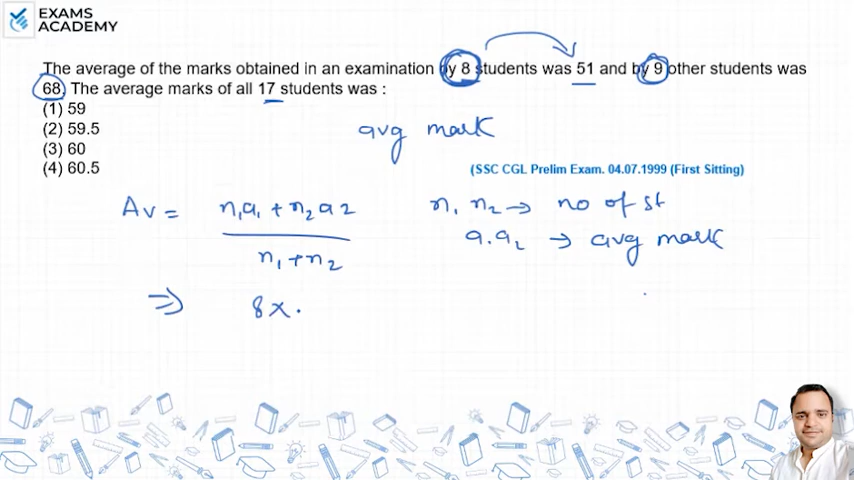 EXAMS
ACADEMY
The average of the marks obtained in an examination by 8 students was 51 and by 9 other students was
68. The average marks of all 17 students was :
(1) 59
(2) 59.5
(3) 60
(4) 60.5
avg mark
(SSC CGL Prelim Exam. 04.07.1999 (First Sitting)
Av = n₁a₁ + n₂a2
n₁+n₂
n₁ n₂ → no of st
a.a₂ → avg mark
⇒ 8×.